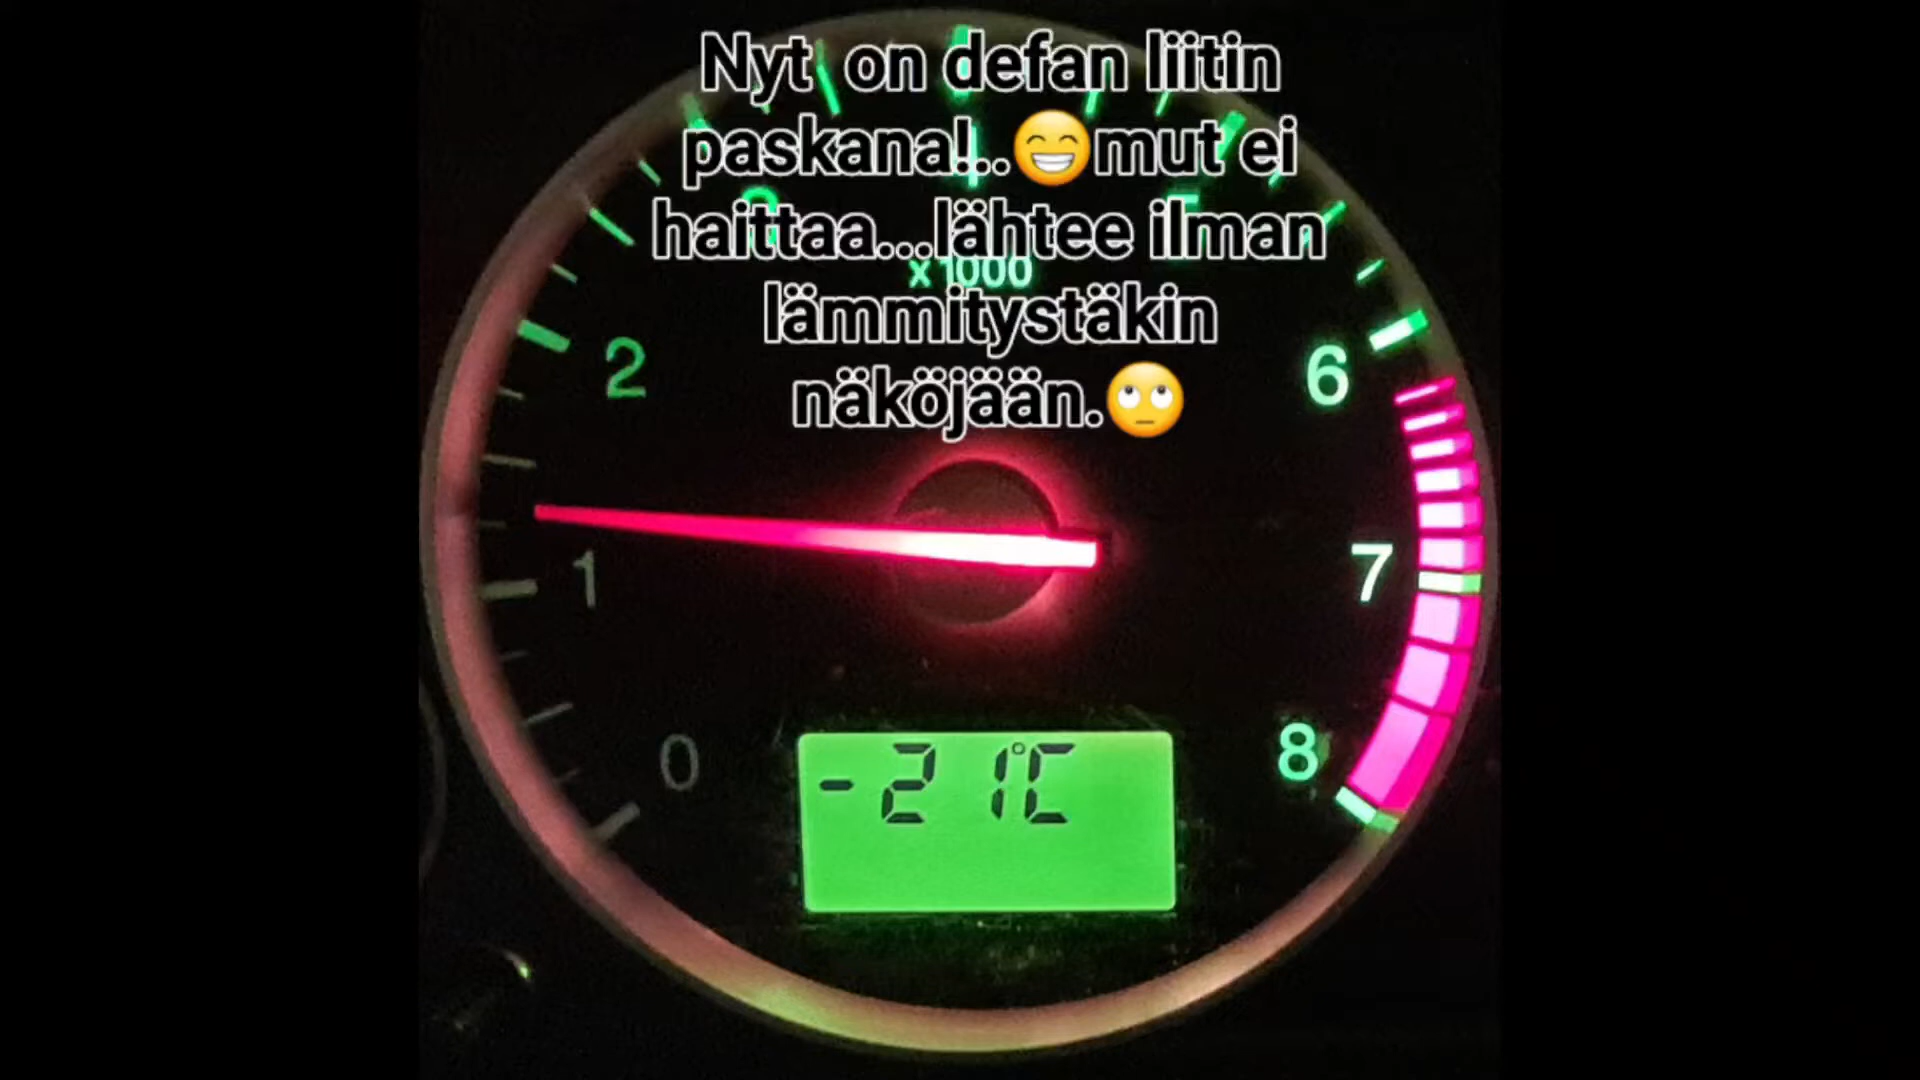 Nyt on defan liitin
paskana!..😁mut ei
haittaa...lähtee ilman
lämmitystäkin
näköjään.🙄
x1000
2
6
1
7
0
8
-21°C